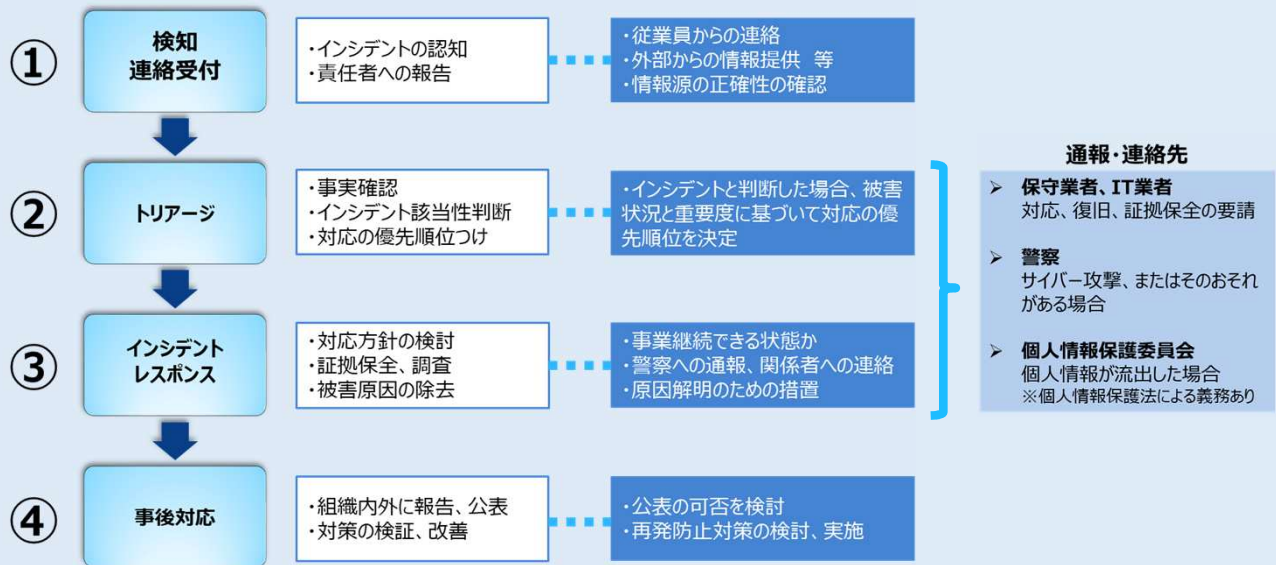 ①
検知
連絡受付
・インシデントの認知
・責任者への報告
・従業員からの連絡
・外部からの情報提供 等
・情報源の正確性の確認
②
トリアージ
・事実確認
・インシデント該当性判断
・対応の優先順位つけ
・インシデントと判断した場合、被害
状況と重要度に基づいて対応の優
先順位を決定
③
インシデント
レスポンス
・対応方針の検討
・証拠保全、調査
・被害原因の除去
・事業継続できる状態か
・警察への通報、関係者への連絡
・原因解明のための措置
④
事後対応
・組織内外に報告、公表
・対策の検証、改善
・公表の可否を検討
・再発防止対策の検討、実施
通報・連絡先
➢ 保守業者、IT業者
対応、復旧、証拠保全の要請
➢ 警察
サイバー攻撃、またはそのおそれ
がある場合
➢ 個人情報保護委員会
個人情報が流出した場合
※個人情報保護法による義務あり